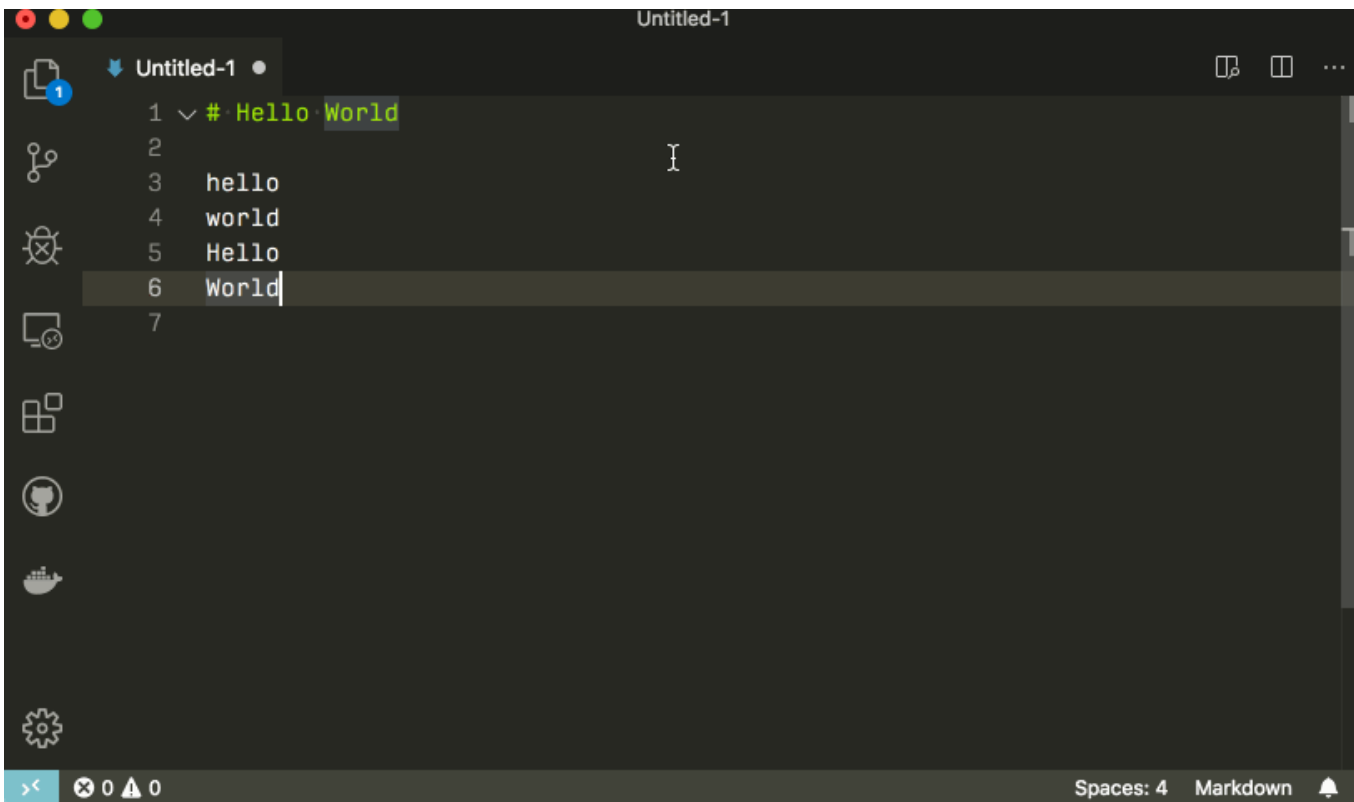 Untitled-1
Untitled-1
1
1 # Hello World
2
3 hello
4 world
5 Hello
6 World
7
0 0
Spaces: 4 Markdown